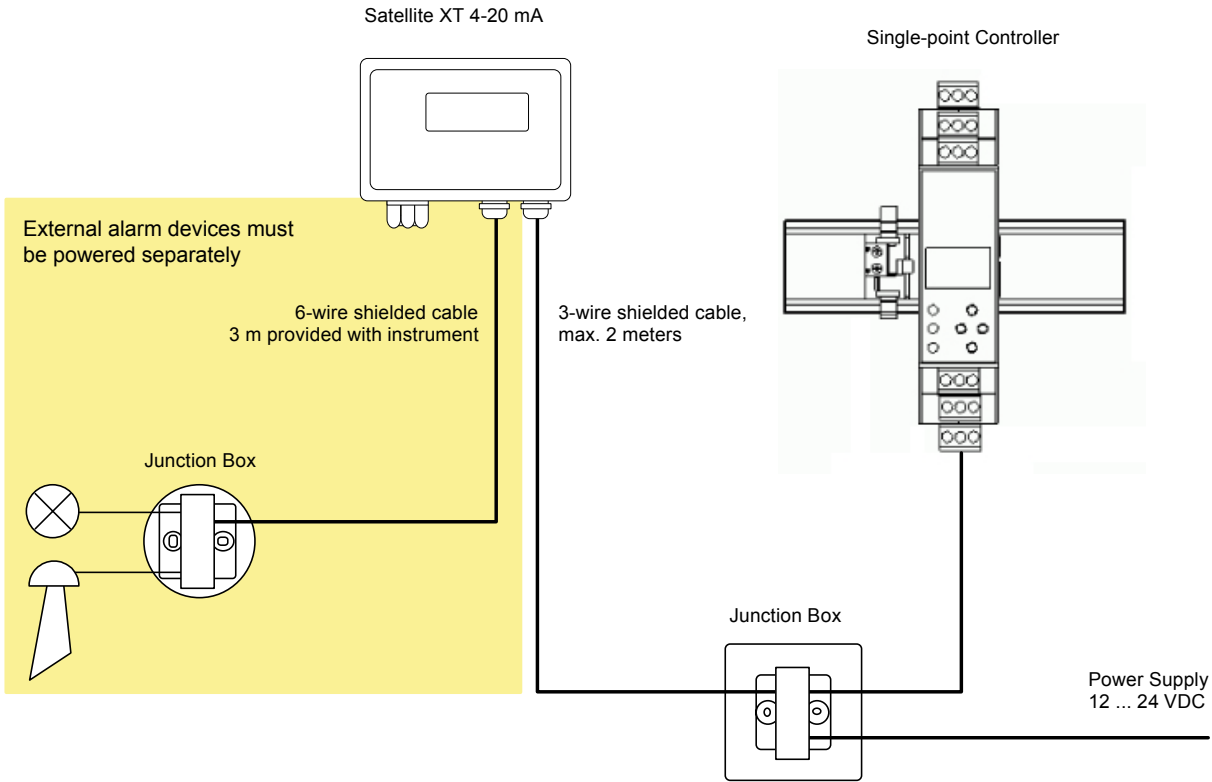 Satellite XT 4-20 mA
Single-point Controller
External alarm devices must
be powered separately
6-wire shielded cable
3 m provided with instrument
3-wire shielded cable,
max. 2 meters
Junction Box
Junction Box
Power Supply
12 ... 24 VDC